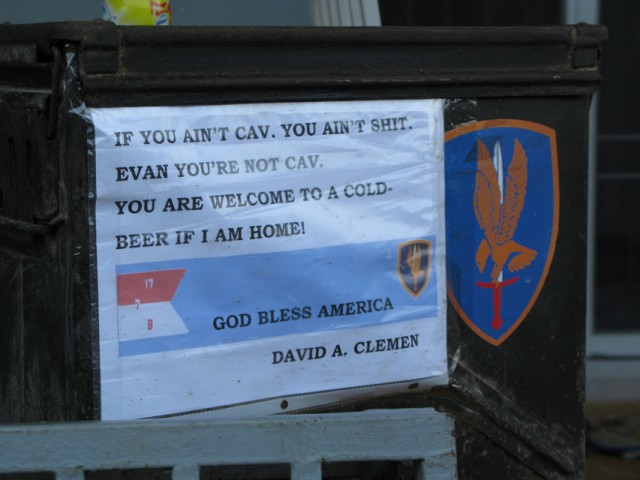 IF YOU AIN'T CAV. YOU AIN'T SHIT.
EVAN YOU'RE NOT CAV.
YOU ARE WELCOME TO A COLD-
BEER IF I AM HOME!
17
7
B
GOD BLESS AMERICA
DAVID A. CLEMEN